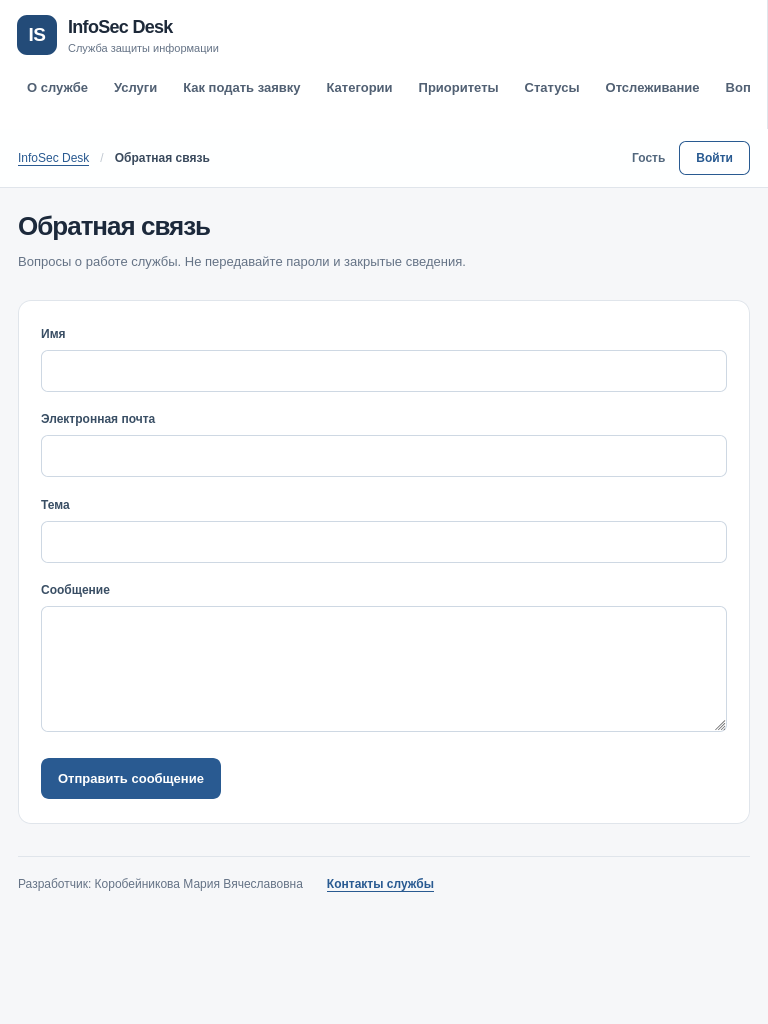 IS
InfoSec Desk
Служба защиты информации
О службе Услуги Как подать заявку Категории Приоритеты Статусы Отслеживание Воп
InfoSec Desk / Обратная связь Гость Войти
Обратная связь
Вопросы о работе службы. Не передавайте пароли и закрытые сведения.
Имя
Электронная почта
Тема
Сообщение
Отправить сообщение
Разработчик: Коробейникова Мария Вячеславовна Контакты службы